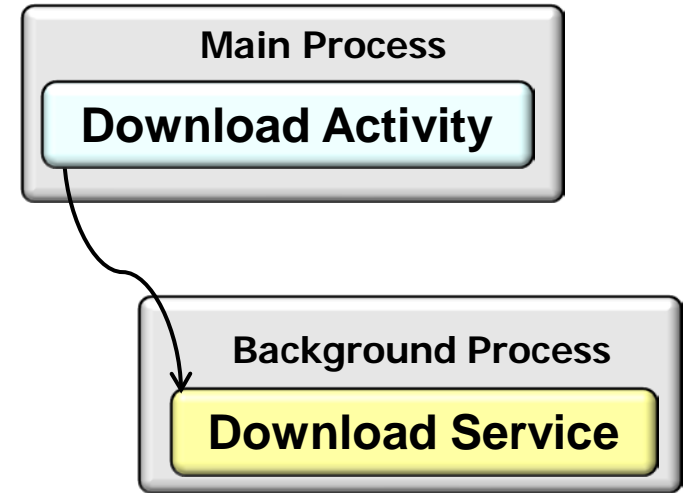 Main Process
Download Activity
Background Process
Download Service